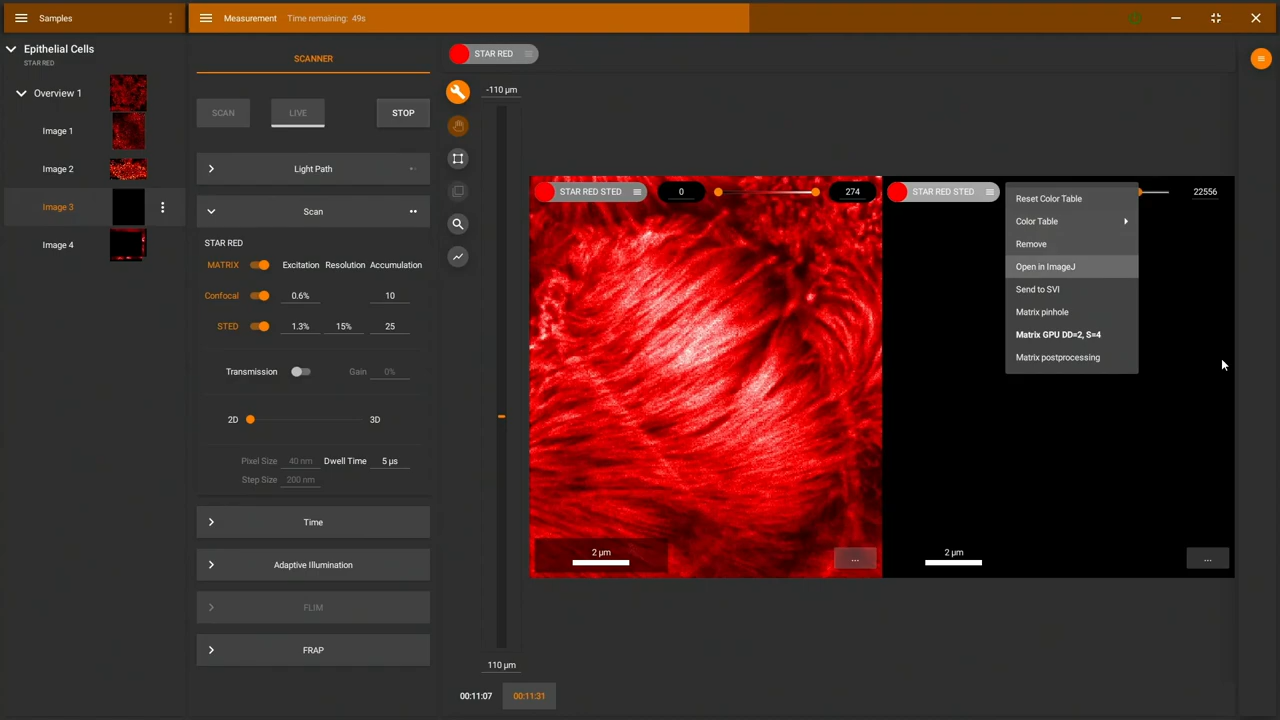 Samples
Measurement
Time remaining: 49s
Epithelial Cells
STAR RED
Overview 1
Image 1
Image 2
Image 3
Image 4
SCANNER
SCAN
LIVE
STOP
Light Path
Scan
STAR RED
MATRIX Excitation Resolution Accumulation
Confocal 0.6% 10
STED 1.3% 15% 25
Transmission Gain 0%
2D 3D
Pixel Size 40 nm Dwell Time 5 µs
Step Size 200 nm
Time
Adaptive Illumination
FLIM
FRAP
STAR RED
-110 µm
110 µm
00:11:07
00:11:31
STAR RED STED
0
274
2 µm
...
STAR RED STED
22556
Reset Color Table
Color Table
Remove
Open in ImageJ
Send to SVI
Matrix pinhole
Matrix GPU DD=2, S=4
Matrix postprocessing
2 µm
...